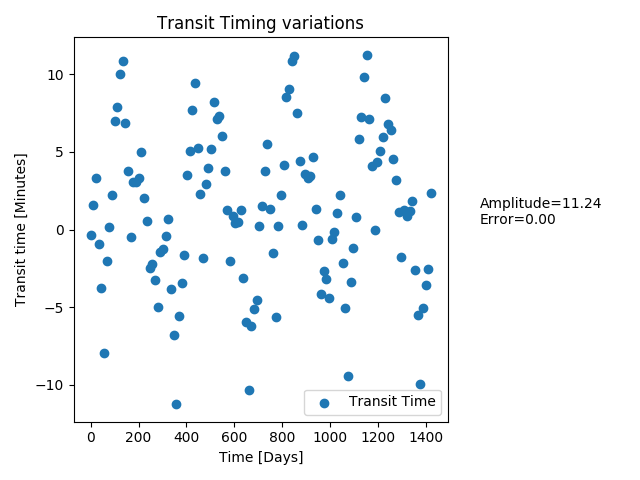 Transit Timing variations
Transit time [Minutes]
10
5
0
−5
−10
Amplitude=11.24
Error=0.00
Transit Time
0 200 400 600 800 1000 1200 1400
Time [Days]